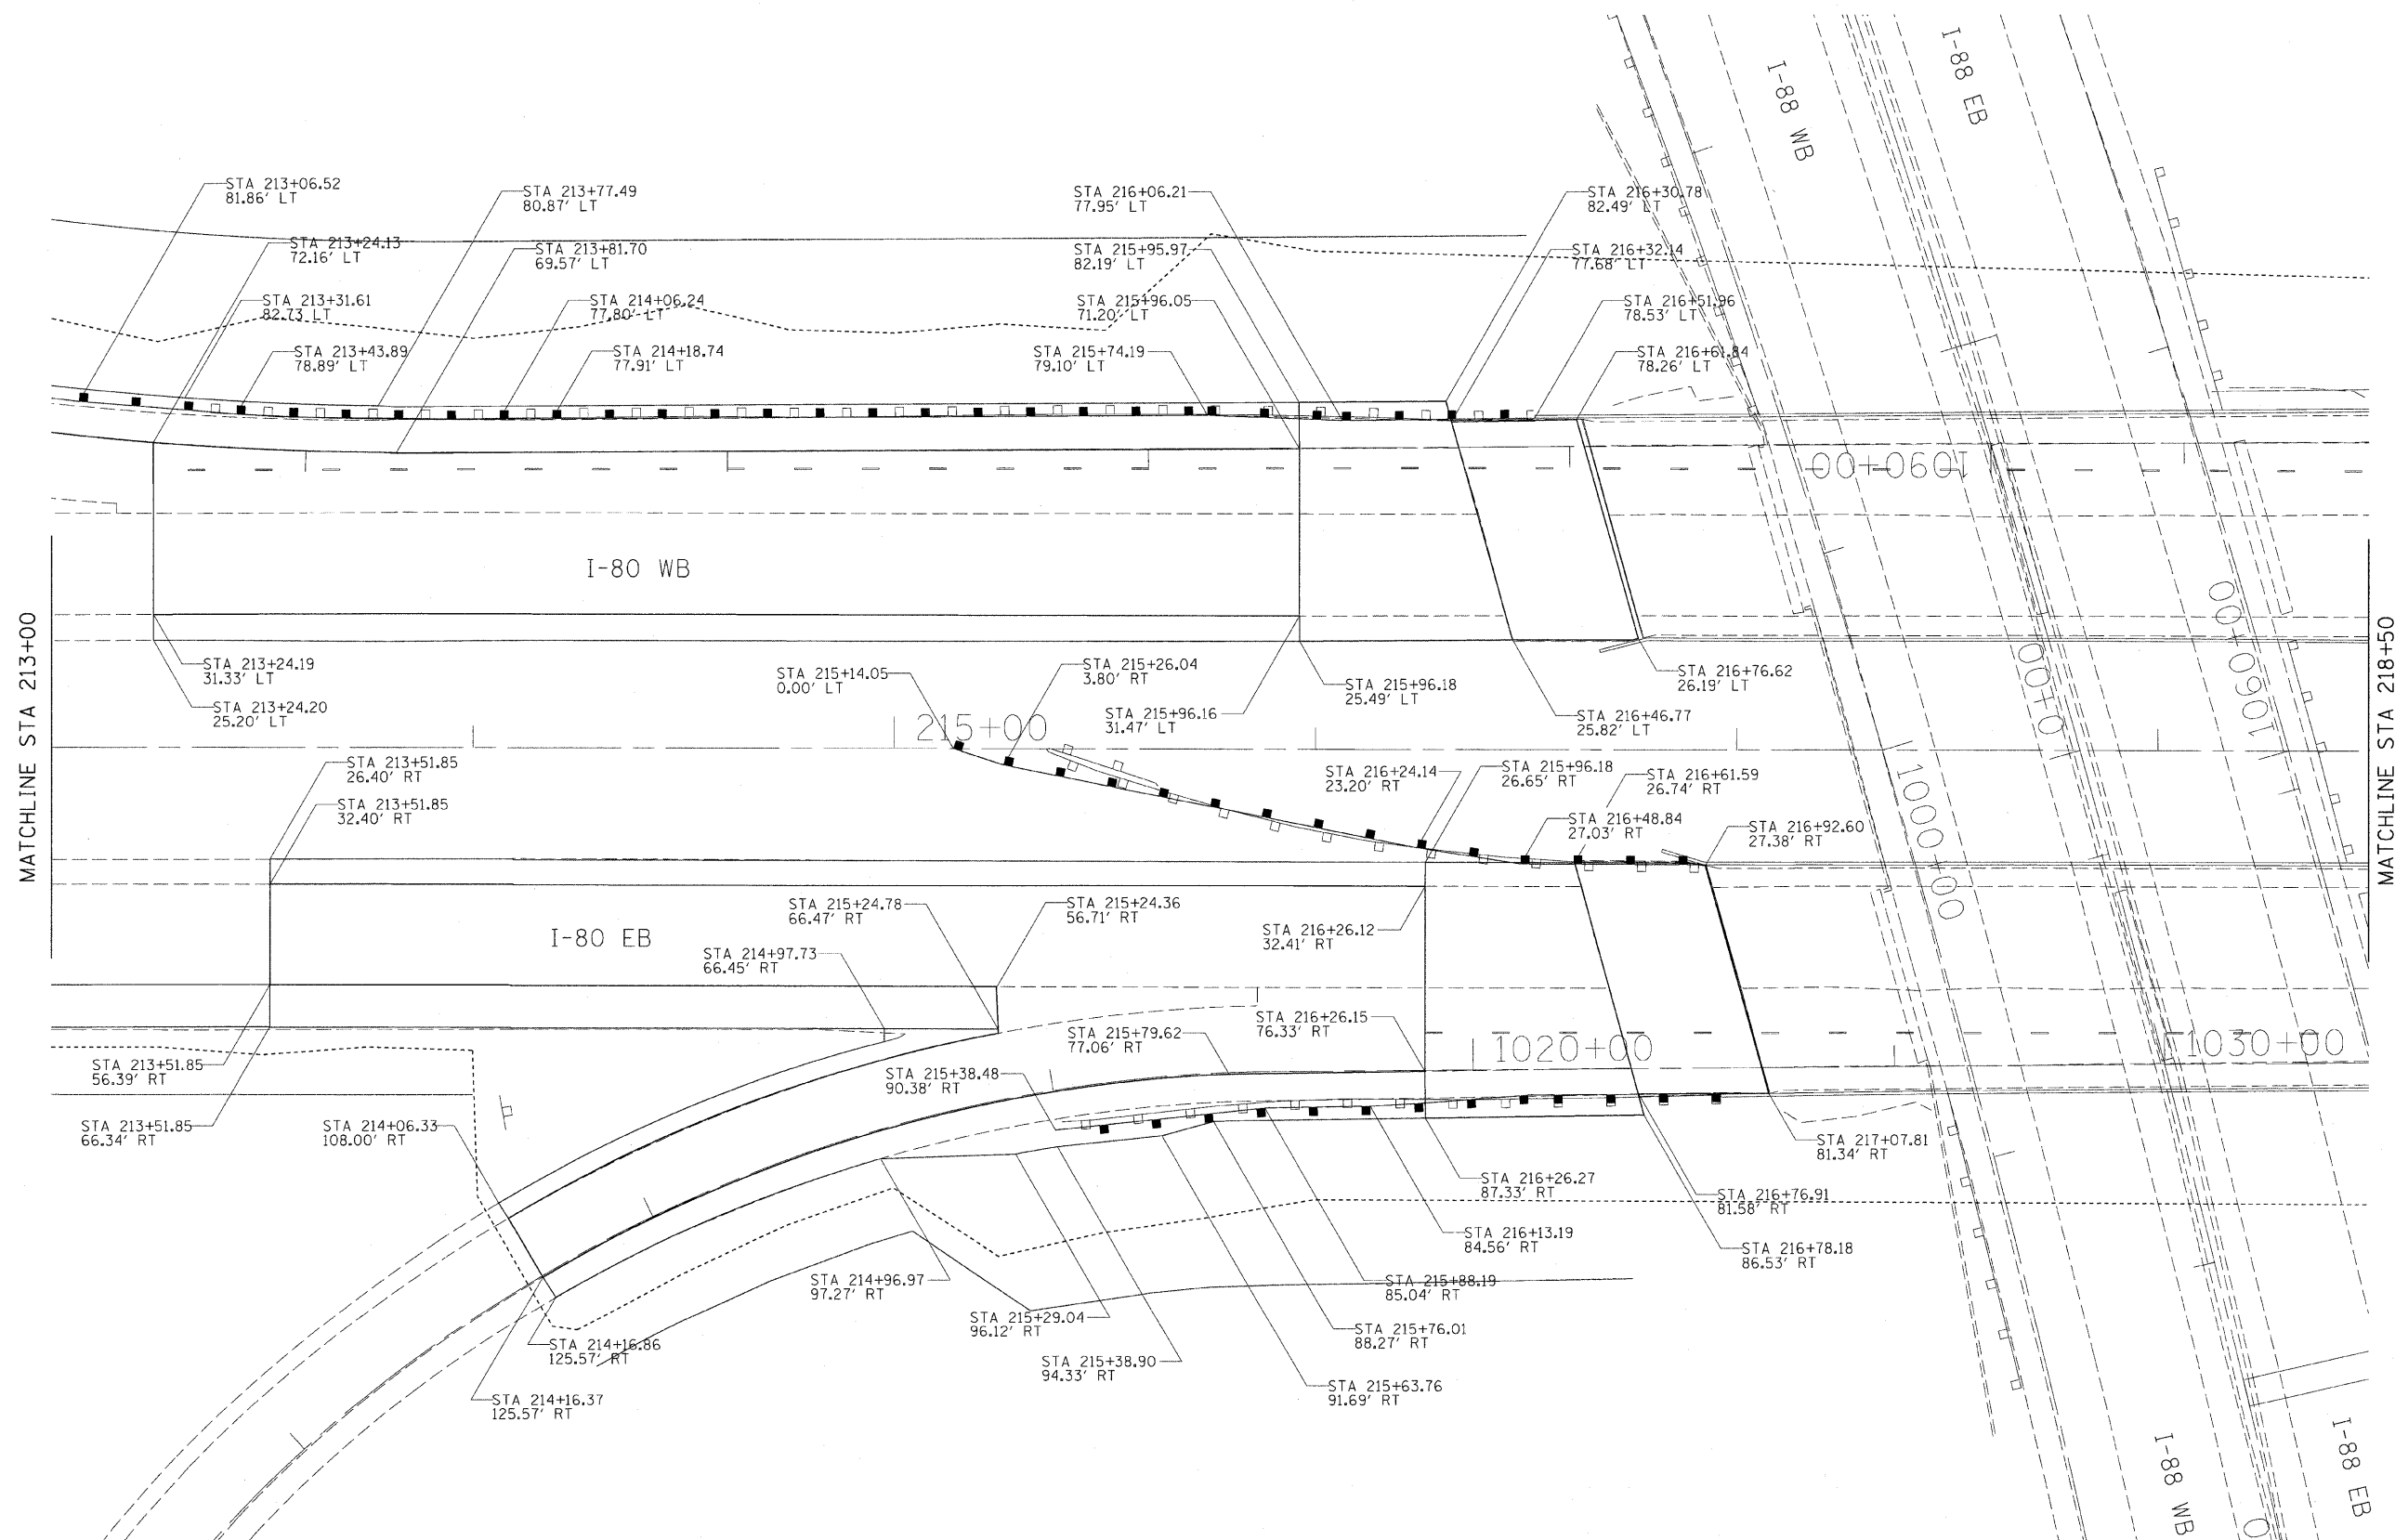 I-88 WB
I-88 EB
STA 213+06.52
81.86' LT
STA 213+77.49
80.87' LT
STA 216+06.21
77.95' LT
STA 216+30.78
82.49' LT
STA 213+24.13
72.16' LT
STA 213+81.70
69.57' LT
STA 215+95.97
82.19' LT
STA 216+32.14
77.68' LT
STA 213+31.61
82.73 LT
STA 214+06.24
77.80' LT
STA 215+96.05
71.20' LT
STA 216+51.96
78.53' LT
STA 213+43.89
78.89' LT
STA 214+18.74
77.91' LT
STA 215+74.19
79.10' LT
STA 216+61.84
78.26' LT
1090+00
I-80 WB
MATCHLINE STA 213+00
MATCHLINE STA 218+50
STA 213+24.19
31.33' LT
STA 213+24.20
25.20' LT
STA 215+14.05
0.00' LT
STA 215+26.04
3.80' RT
STA 215+96.16
31.47' LT
STA 215+96.18
25.49' LT
STA 216+76.62
26.19' LT
STA 216+46.77
25.82' LT
215+00
0+00
1060+00
1000+00
STA 213+51.85
26.40' RT
STA 213+51.85
32.40' RT
STA 216+24.14
23.20' RT
STA 215+96.18
26.65' RT
STA 216+61.59
26.74' RT
STA 216+48.84
27.03' RT
STA 216+92.60
27.38' RT
I-80 EB
STA 215+24.78
66.47' RT
STA 215+24.36
56.71' RT
STA 214+97.73
66.45' RT
STA 216+26.12
32.41' RT
STA 216+26.15
76.33' RT
STA 215+79.62
77.06' RT
1020+00
1030+00
STA 213+51.85
56.39' RT
STA 215+38.48
90.38' RT
STA 213+51.85
66.34' RT
STA 214+06.33
108.00' RT
STA 217+07.81
81.34' RT
STA 216+26.27
87.33' RT
STA 216+76.91
81.58' RT
STA 216+13.19
84.56' RT
STA 216+78.18
86.53' RT
STA 214+96.97
97.27' RT
STA 215+88.19
85.04' RT
STA 215+29.04
96.12' RT
STA 215+76.01
88.27' RT
STA 214+16.86
125.57' RT
STA 215+38.90
94.33' RT
STA 215+63.76
91.69' RT
STA 214+16.37
125.57' RT
I-88 WB
I-88 EB
0